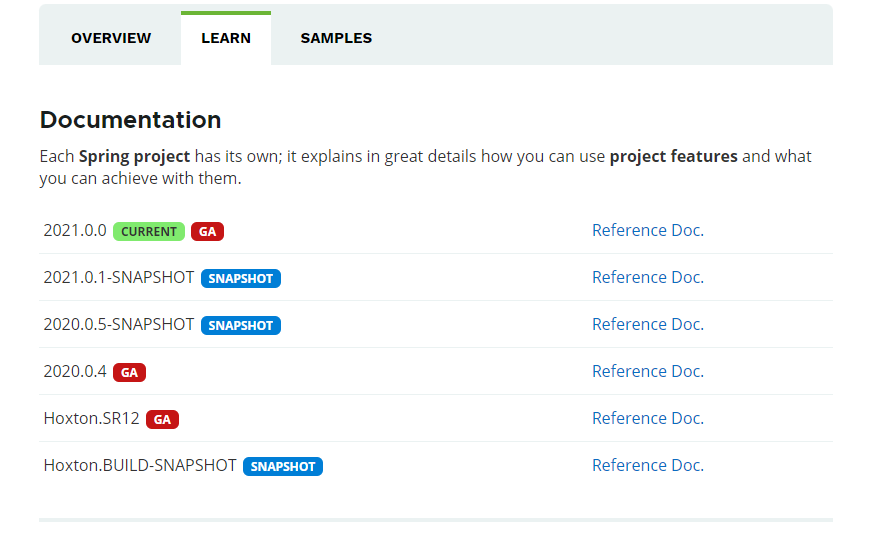 OVERVIEW LEARN SAMPLES
Documentation
Each Spring project has its own; it explains in great details how you can use project features and what
you can achieve with them.
2021.0.0 CURRENT GA Reference Doc.
2021.0.1-SNAPSHOT SNAPSHOT Reference Doc.
2020.0.5-SNAPSHOT SNAPSHOT Reference Doc.
2020.0.4 GA Reference Doc.
Hoxton.SR12 GA Reference Doc.
Hoxton.BUILD-SNAPSHOT SNAPSHOT Reference Doc.